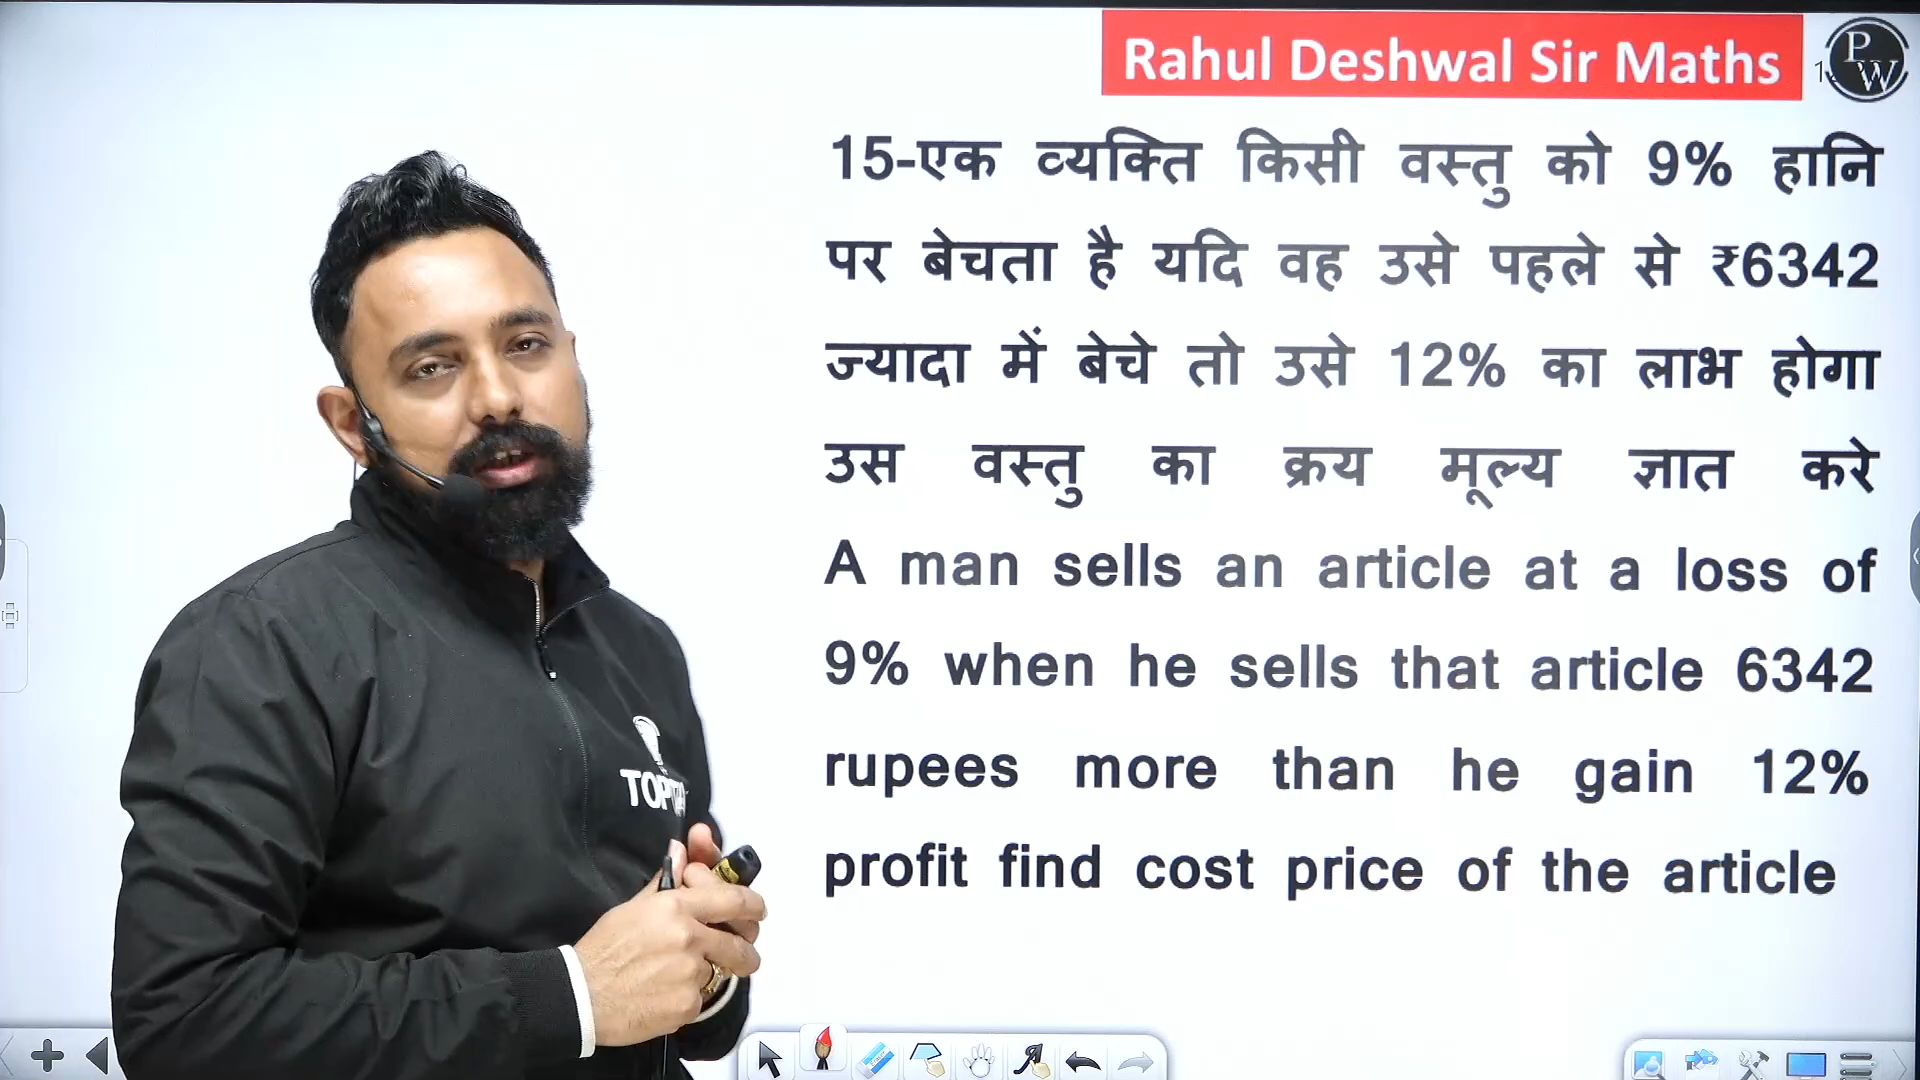 Rahul Deshwal Sir Maths
PW
15-एक व्यक्ति किसी वस्तु को 9% हानि
पर बेचता है यदि वह उसे पहले से ₹6342
ज्यादा में बेचे तो उसे 12% का लाभ होगा
उस वस्तु का क्रय मूल्य ज्ञात करे
A man sells an article at a loss of
9% when he sells that article 6342
rupees more than he gain 12%
profit find cost price of the article